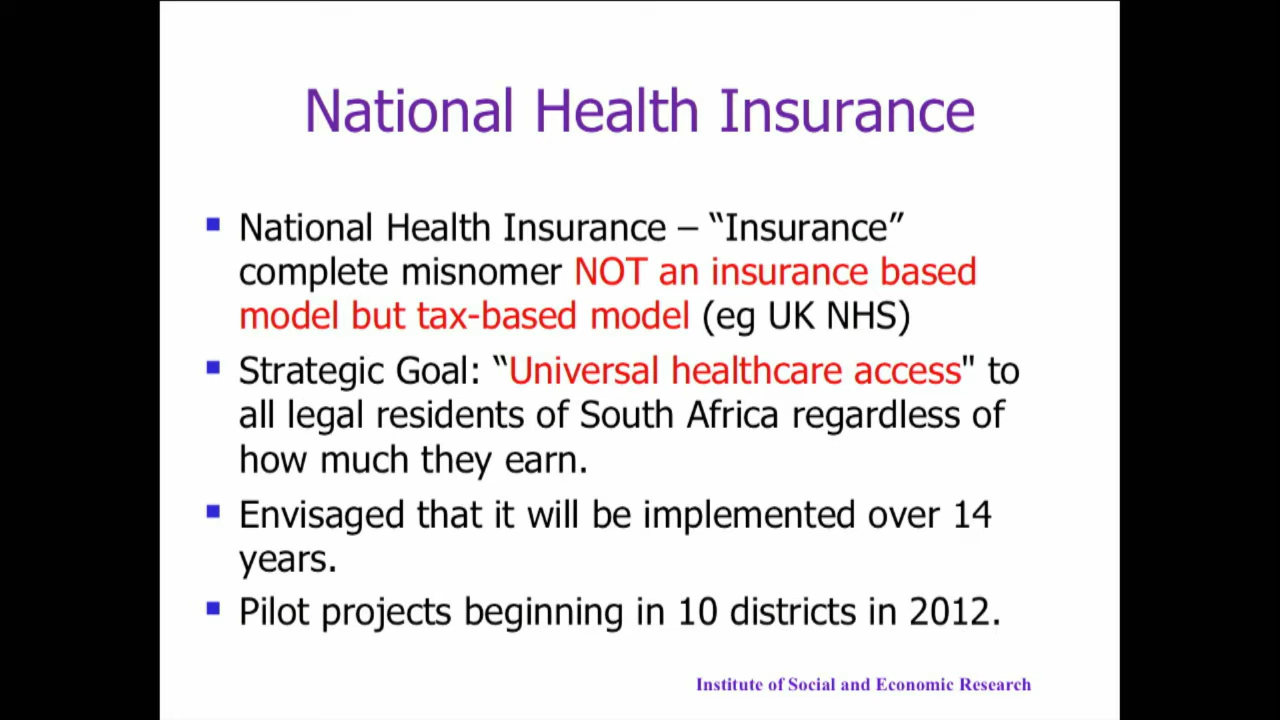 National Health Insurance
▪ National Health Insurance – “Insurance”
complete misnomer NOT an insurance based
model but tax-based model (eg UK NHS)
▪ Strategic Goal: “Universal healthcare access" to
all legal residents of South Africa regardless of
how much they earn.
▪ Envisaged that it will be implemented over 14
years.
▪ Pilot projects beginning in 10 districts in 2012.
Institute of Social and Economic Research